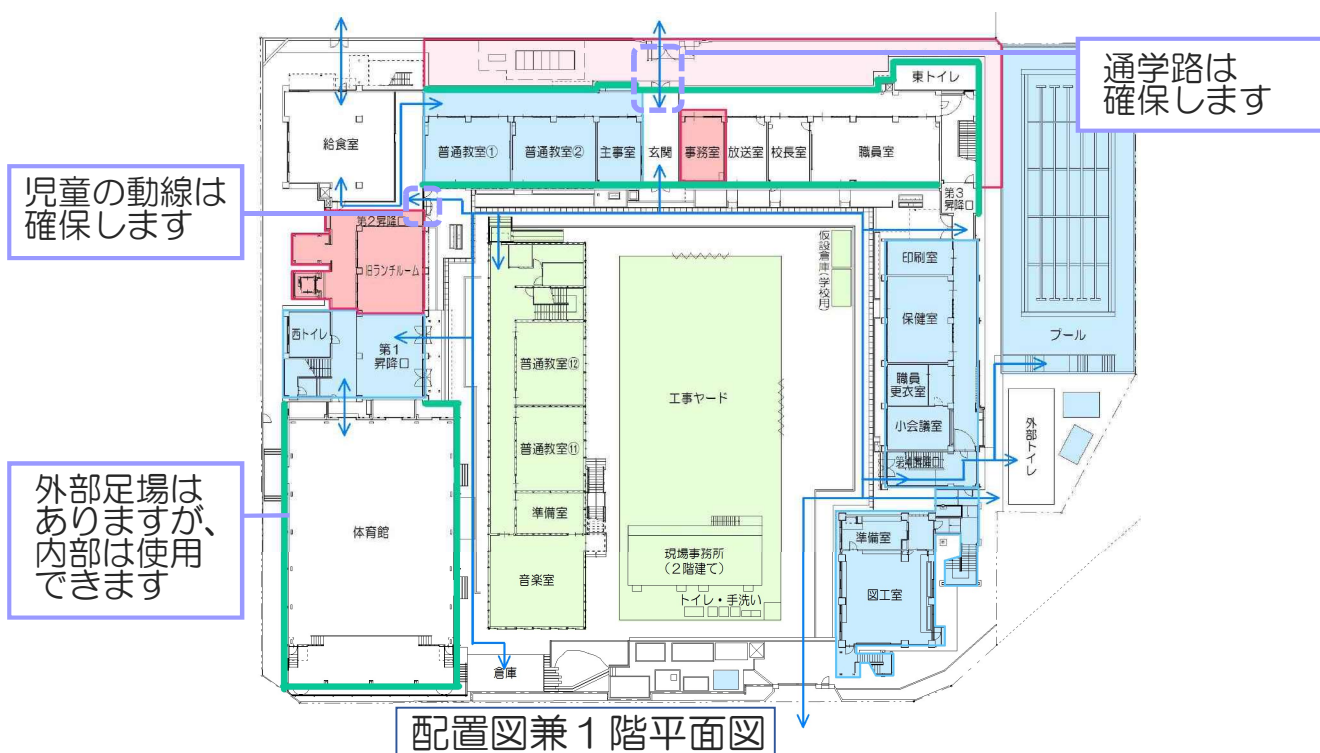 通学路は
確保します
東トイレ
給食室
普通教室①
普通教室②
主事室
玄関
事務室
放送室
校長室
職員室
児童の動線は
確保します
第3
昇降口
第2昇降口
旧ランチルーム
仮設倉庫(学校用)
印刷室
保健室
プール
西トイレ
第1
昇降口
普通教室⑫
工事ヤード
職員
更衣室
小会議室
普通教室⑪
外部トイレ
外部足場は
ありますが、
内部は使用
できます
体育館
準備室
準備室
現場事務所
(2階建て)
音楽室
トイレ・手洗い
図工室
倉庫
配置図兼1階平面図